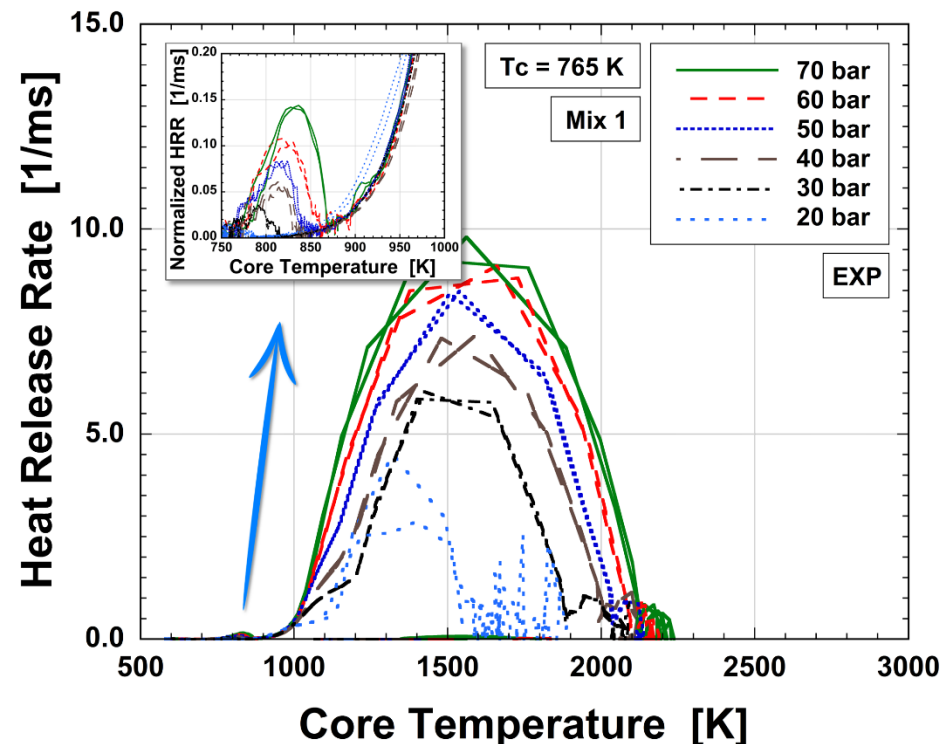 15.0
10.0
5.0
0.0
Heat Release Rate [1/ms]
500
1000
1500
2000
2500
3000
Core Temperature [K]
0.20
0.15
0.10
0.05
0.00
Normalized HRR [1/ms]
750
800
850
900
950
1000
Core Temperature [K]
Tc = 765 K
Mix 1
70 bar
60 bar
50 bar
40 bar
30 bar
20 bar
EXP